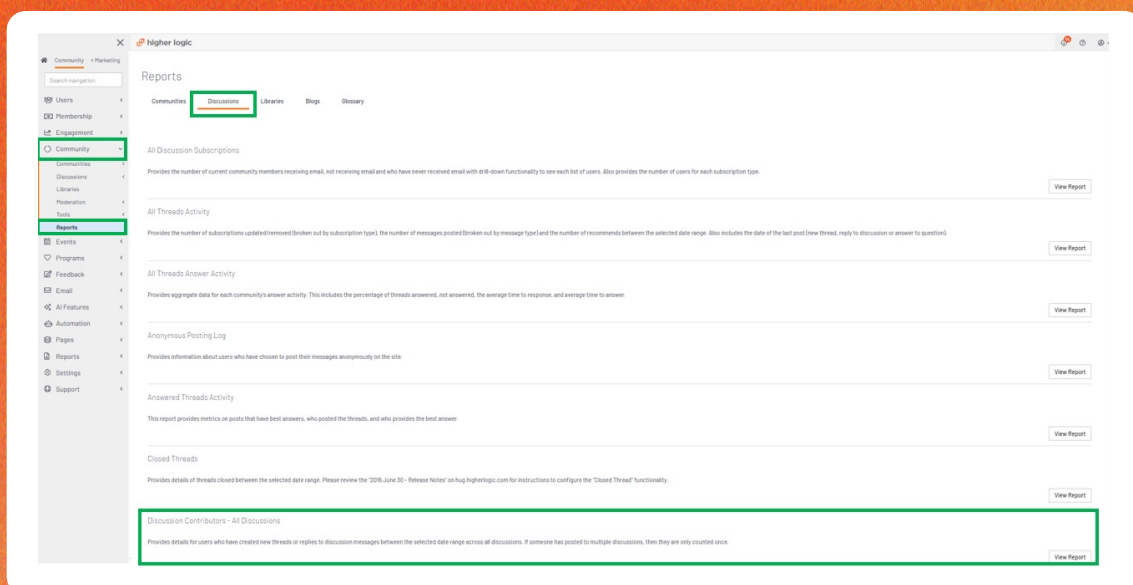 higher logic
Community
Marketing
Search navigation
Users
Membership
Engagement
Community
Communities
Discussions
Libraries
Moderation
Tools
Reports
Events
Programs
Feedback
Email
AI Features
Automation
Pages
Reports
Settings
Support
Reports
Communities Discussions Libraries Blogs Glossary
All Discussion Subscriptions
Provides the number of current community members receiving email, not receiving email and who have never received email with drill-down functionality to see each list of users. Also provides the number of users for each subscription type.
View Report
All Threads Activity
Provides the number of subscriptions updated/removed (broken out by subscription type), the number of messages posted (broken out by message type) and the number of recommends between the selected date range. Also includes the date of the last post (new thread, reply to discussion or answer to question).
View Report
All Threads Answer Activity
Provides aggregate data for each community's answer activity. This includes the percentage of threads answered, not answered, the average time to response, and average time to answer.
View Report
Anonymous Posting Log
Provides information about users who have chosen to post their messages anonymously on the site.
View Report
Answered Threads Activity
This report provides metrics on posts that have best answers, who posted the threads, and who provides the best answer.
View Report
Closed Threads
Provides details of threads closed between the selected date range. Please review the "2016 June 30 - Release Notes" on hug.higherlogic.com for instructions to configure the "Closed Thread" functionality.
View Report
Discussion Contributors - All Discussions
Provides details for users who have created new threads or replies to discussion messages between the selected date range across all discussions. If someone has posted to multiple discussions, then they are only counted once.
View Report